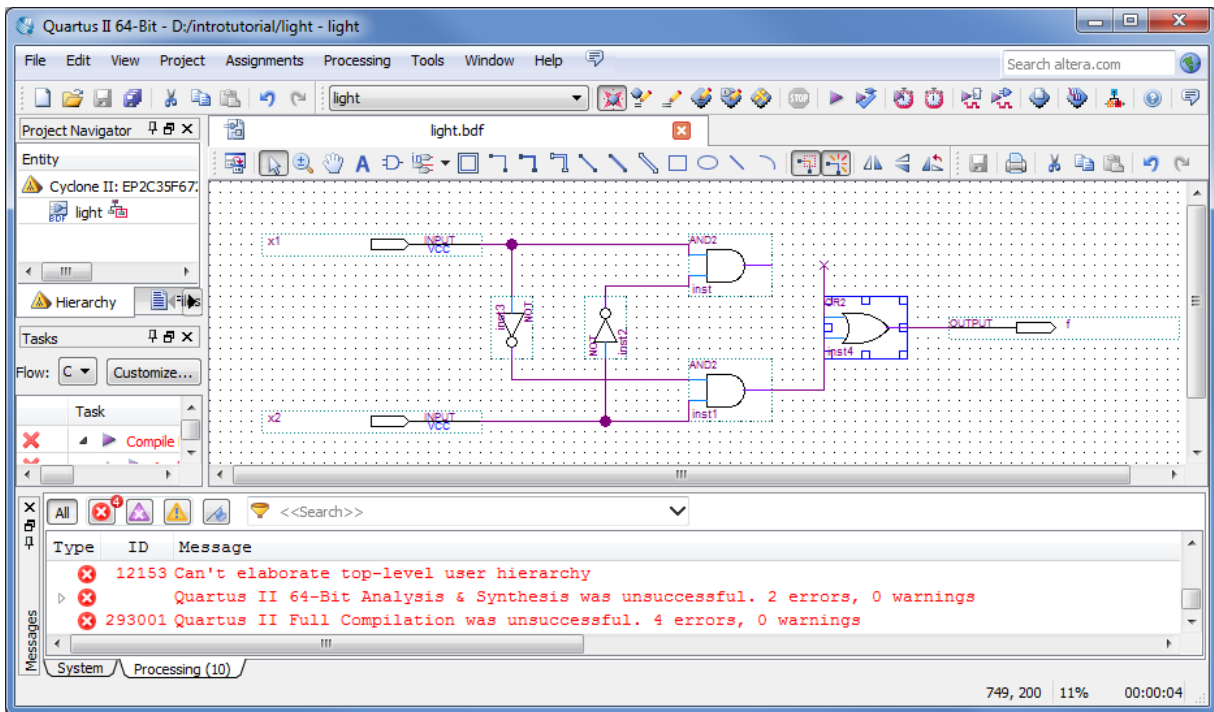 Quartus II 64-Bit - D:/introtutorial/light - light
File Edit View Project Assignments Processing Tools Window Help
Search altera.com
light
Project Navigator
light.bdf
Entity
Cyclone II: EP2C35F67
light
Hierarchy
Files
Tasks
Flow: C Customize...
Task
Compile
x1
INPUT
VCC
AND2
inst
inst3
NOT
NOT
inst2
OR2
inst4
OUTPUT
f
AND2
inst1
x2
INPUT
VCC
All 4 <<Search>>
Type ID Message
12153 Can't elaborate top-level user hierarchy
Quartus II 64-Bit Analysis & Synthesis was unsuccessful. 2 errors, 0 warnings
293001 Quartus II Full Compilation was unsuccessful. 4 errors, 0 warnings
Messages
System Processing (10)
749, 200 11% 00:00:04